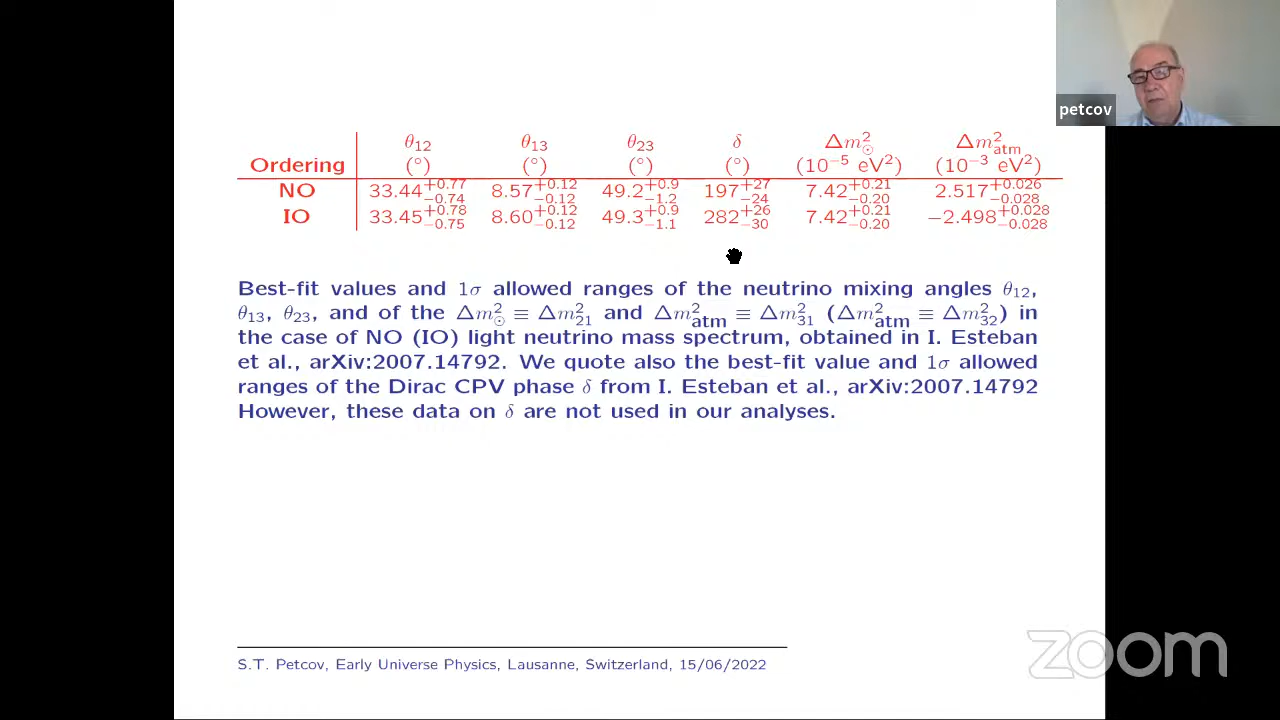 petcov
θ₁₂ θ₁₃ θ₂₃ δ Δm²_⊙ Δm²_atm
Ordering (°) (°) (°) (°) (10⁻⁵ eV²) (10⁻³ eV²)
NO 33.44^{+0.77}_{−0.74} 8.57^{+0.12}_{−0.12} 49.2^{+0.9}_{−1.2} 197^{+27}_{−24} 7.42^{+0.21}_{−0.20} 2.517^{+0.026}_{−0.028}
IO 33.45^{+0.78}_{−0.75} 8.60^{+0.12}_{−0.12} 49.3^{+0.9}_{−1.1} 282^{+26}_{−30} 7.42^{+0.21}_{−0.20} −2.498^{+0.028}_{−0.028}
Best-fit values and 1σ allowed ranges of the neutrino mixing angles θ₁₂,
θ₁₃, θ₂₃, and of the Δm²_⊙ ≡ Δm²₂₁ and Δm²_atm ≡ Δm²₃₁ (Δm²_atm ≡ Δm²₃₂) in
the case of NO (IO) light neutrino mass spectrum, obtained in I. Esteban
et al., arXiv:2007.14792. We quote also the best-fit value and 1σ allowed
ranges of the Dirac CPV phase δ from I. Esteban et al., arXiv:2007.14792
However, these data on δ are not used in our analyses.
S.T. Petcov, Early Universe Physics, Lausanne, Switzerland, 15/06/2022
zoom